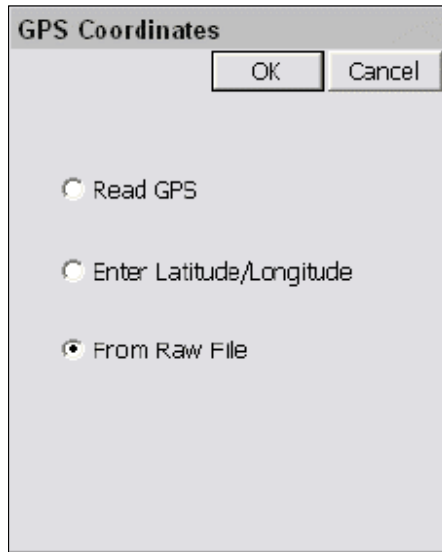 GPS Coordinates
OK Cancel
Read GPS
Enter Latitude/Longitude
From Raw File